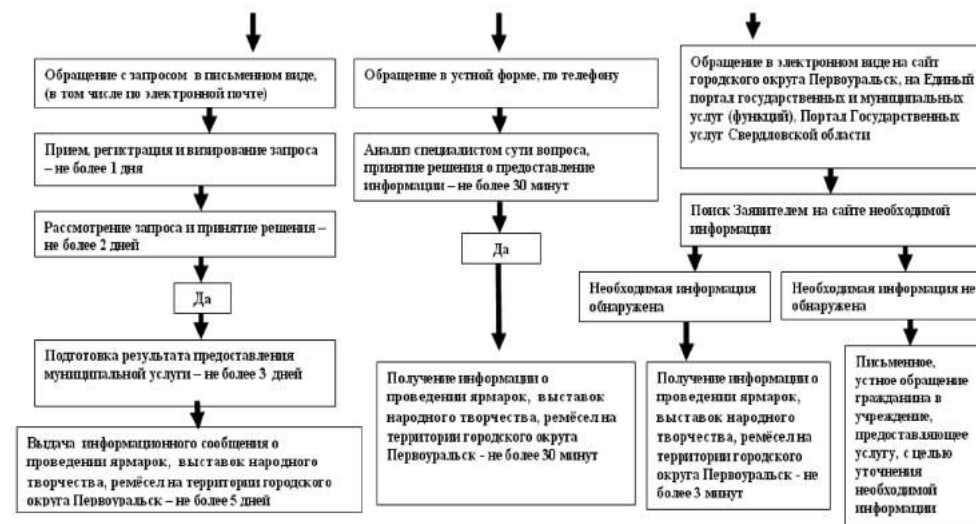 Обращение с запросом в письменном виде,
(в том числе по электронной почте)
Прием, регистрация и визирование запроса
– не более 1 дня
Рассмотрение запроса и принятие решения –
не более 2 дней
Да
Подготовка результата предоставления
муниципальной услуги – не более 3 дней
Выдача информационного сообщения о
проведении ярмарок, выставок народного
творчества, ремёсел на территории городского
округа Первоуральск – не более 5 дней
Обращение в устной форме, по телефону
Анализ специалистом сути вопроса,
принятие решения о предоставление
информации – не более 30 минут
Да
Получение информации о
проведении ярмарок, выставок
народного творчества, ремёсел на
территории городского округа
Первоуральск - не более 30 минут
Обращение в электронном виде на сайт
городского округа Первоуральск, на Единый
портал государственных и муниципальных
услуг (функций), Портал Государственных
услуг Свердловской области
Поиск Заявителем на сайте необходимой
информации
Необходимая информация
обнаружена
Получение информации о
проведении ярмарок,
выставок народного
творчества, ремёсел на
территории городского
округа Первоуральск - не
более 3 минут
Необходимая информация не
обнаружена
Письменное,
устное обращение
гражданина в
учреждение,
предоставляющее
услугу, с целью
уточнения
необходимой
информации